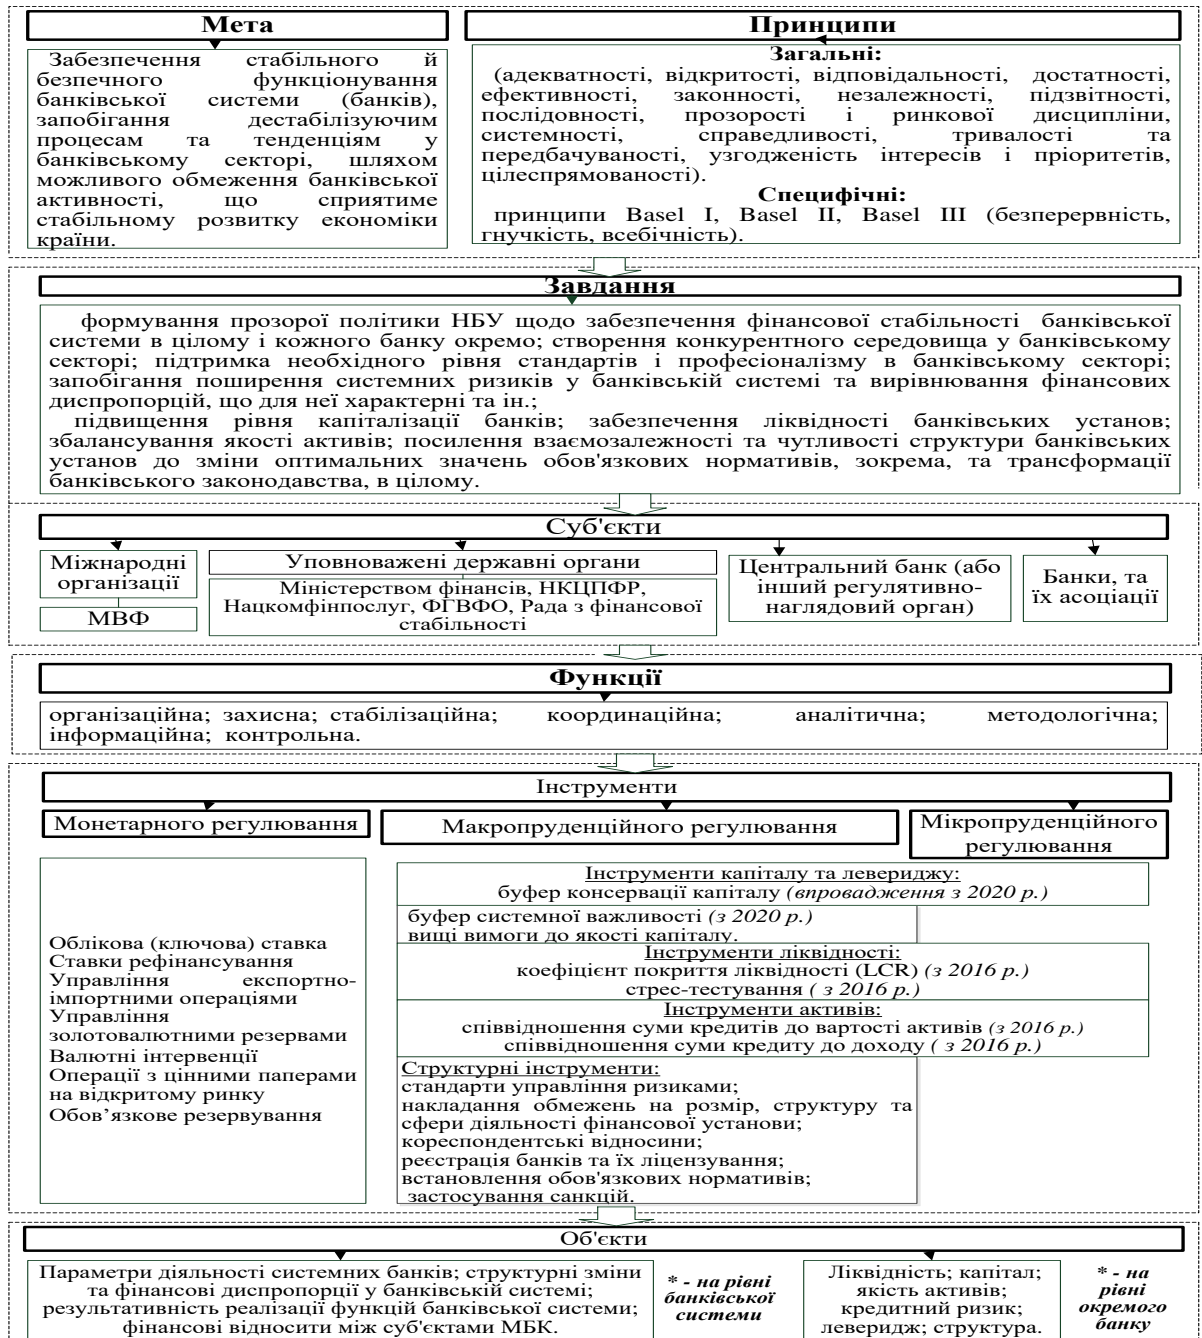 Мета
Забезпечення стабільного й
безпечного функціонування
банківської системи (банків),
запобігання дестабілізуючим
процесам та тенденціям у
банківському секторі, шляхом
можливого обмеження банківської
активності, що сприятиме
стабільному розвитку економіки
країни.
Принципи
Загальні:
(адекватності, відкритості, відповідальності, достатності,
ефективності, законності, незалежності, підзвітності,
послідовності, прозорості і ринкової дисципліни,
системності, справедливості, тривалості та
передбачуваності, узгодженість інтересів і пріоритетів,
цілеспрямованості).
Специфічні:
принципи Basel I, Basel II, Basel III (безперервність,
гнучкість, всебічність).
Завдання
формування прозорої політики НБУ щодо забезпечення фінансової стабільності банківської
системи в цілому і кожного банку окремо; створення конкурентного середовища у банківському
секторі; підтримка необхідного рівня стандартів і професіоналізму в банківському секторі;
запобігання поширення системних ризиків у банківській системі та вирівнювання фінансових
диспропорцій, що для неї характерні та ін.;
підвищення рівня капіталізації банків; забезпечення ліквідності банківських установ;
збалансування якості активів; посилення взаємозалежності та чутливості структури банківських
установ до зміни оптимальних значень обов'язкових нормативів, зокрема, та трансформації
банківського законодавства, в цілому.
Суб'єкти
Міжнародні
організації
МВФ
Уповноважені державні органи
Міністерством фінансів, НКЦПФР,
Нацкомфінпослуг, ФГВФО, Рада з фінансової
стабільності
Центральний банк (або
інший регулятивно-
наглядовий орган)
Банки, та
їх асоціації
Функції
організаційна; захисна; стабілізаційна; координаційна; аналітична; методологічна;
інформаційна; контрольна.
Інструменти
Монетарного регулювання
Облікова (ключова) ставка
Ставки рефінансування
Управління експортно-
імпортними операціями
Управління
золотовалютними резервами
Валютні інтервенції
Операції з цінними паперами
на відкритому ринку
Обов’язкове резервування
Макропруденційного регулювання
Мікропруденційного
регулювання
Інструменти капіталу та левериджу:
буфер консервації капіталу (впровадження з 2020 р.)
буфер системної важливості (з 2020 р.)
вищі вимоги до якості капіталу.
Інструменти ліквідності:
коефіцієнт покриття ліквідності (LCR) (з 2016 р.)
стрес-тестування ( з 2016 р.)
Інструменти активів:
співвідношення суми кредитів до вартості активів (з 2016 р.)
співвідношення суми кредиту до доходу ( з 2016 р.)
Структурні інструменти:
стандарти управління ризиками;
накладання обмежень на розмір, структуру та
сфери діяльності фінансової установи;
кореспондентські відносини;
реєстрація банків та їх ліцензування;
встановлення обов'язкових нормативів;
застосування санкцій.
Об'єкти
Параметри діяльності системних банків; структурні зміни
та фінансові диспропорції у банківській системі;
результативність реалізації функцій банківської системи;
фінансові відносити між суб'єктами МБК.
* - на рівні
банківської
системи
Ліквідність; капітал;
якість активів;
кредитний ризик;
леверидж; структура.
* - на
рівні
окремого
банку